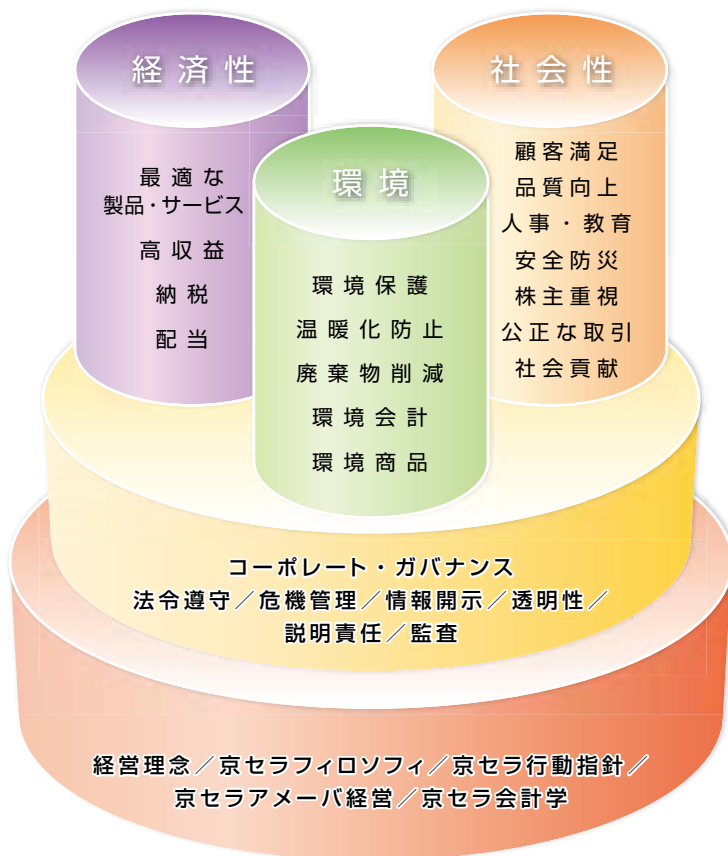 経済性
最適な
製品・サービス
高収益
納税
配当
社会性
顧客満足
品質向上
人事・教育
安全防災
株主重視
公正な取引
社会貢献
環境
環境保護
温暖化防止
廃棄物削減
環境会計
環境商品
コーポレート・ガバナンス
法令遵守／危機管理／情報開示／透明性／
説明責任／監査
経営理念／京セラフィロソフィ／京セラ行動指針／
京セラアメーバ経営／京セラ会計学